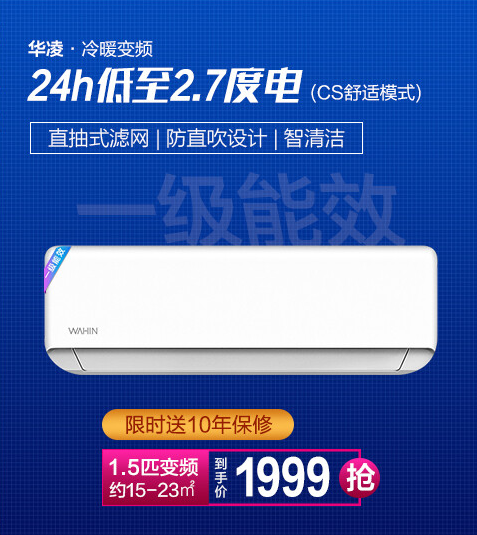 华凌 · 冷暖变频
24h低至2.7度电 (CS舒适模式)
直抽式滤网 | 防直吹设计 | 智清洁
一级能效
一级能效
WAHIN
限时送10年保修
1.5匹变频
约15-23㎡
到手价 1999 抢